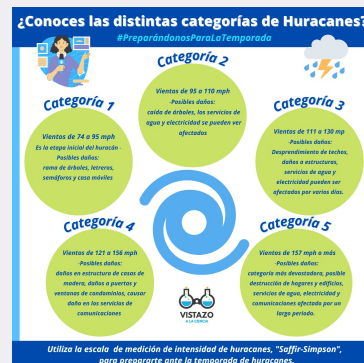 ¿Conoces las distintas categorías de Huracanes?
#PreparándonosParaLaTemporada
Categoría 1
Vientos de 74 a 95 mph
Es la etapa inicial del huracán -
Posibles daños:
rama de árboles, letreros,
semáforos y casa móviles
Categoría 2
Vientos de 95 a 110 mph
-Posibles daños:
caída de árboles, los servicios de
agua y electricidad se pueden ver
afectados
Categoría 3
Vientos de 111 a 130 mp
-Posibles daños:
Desprendimiento de techos,
daños a estructuras,
servicios de agua y
electricidad pueden ser
afectados por varios días.
Categoría 4
Vientos de 121 a 156 mph
-Posibles daños:
daños en estructura de casas de
madera, daños a puertas y
ventanas de condominios, causar
daño en los servicios de
comunicaciones
Categoría 5
Vientos de 157 mph o más
-Posibles daños:
categoría más devastadora, posible
destrucción de hogares y edificios,
servicios de agua, electricidad y
comunicaciones afectado por un
largo periodo.
VISTAZO
A LA CIENCIA
Utiliza la escala de medición de intensidad de huracanes, "Saffir-Simpson",
para prepararte ante la temporada de huracanes.